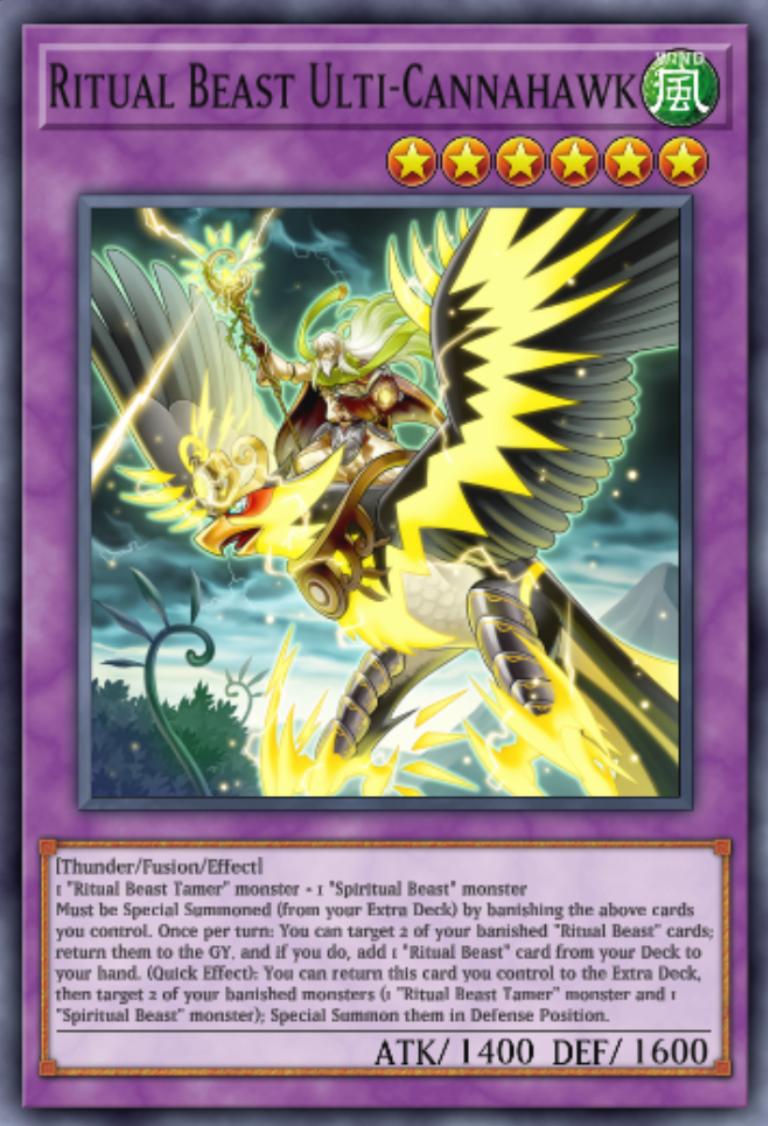 RITUAL BEAST ULTI-CANNAHAWK
WIND
風
[Thunder/Fusion/Effect]
1 "Ritual Beast Tamer" monster + 1 "Spiritual Beast" monster
Must be Special Summoned (from your Extra Deck) by banishing the above cards
you control. Once per turn: You can target 2 of your banished "Ritual Beast" cards;
return them to the GY, and if you do, add 1 "Ritual Beast" card from your Deck to
your hand. (Quick Effect): You can return this card you control to the Extra Deck,
then target 2 of your banished monsters (1 "Ritual Beast Tamer" monster and 1
"Spiritual Beast" monster); Special Summon them in Defense Position.
ATK/ 1400 DEF/ 1600